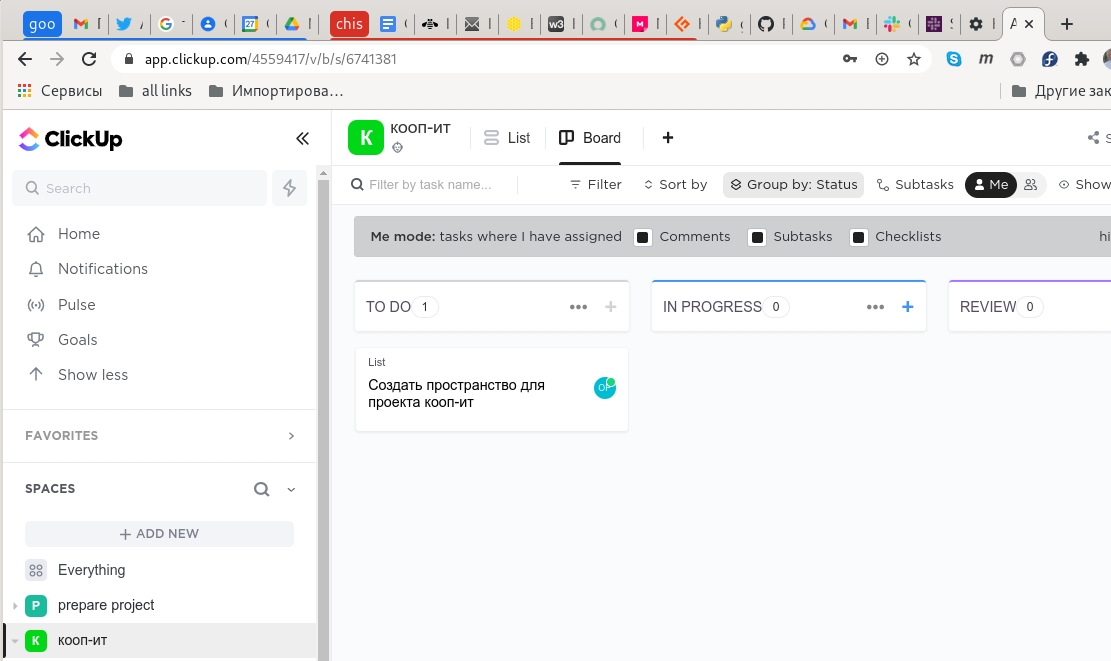 goo
chis
app.clickup.com/4559417/v/b/s/6741381
Сервисы
all links
Импортирова…
Другие зак
ClickUp
K
КООП-ИТ
List
Board
Search
Filter by task name...
Filter
Sort by
Group by: Status
Subtasks
Me
Show
Me mode: tasks where I have assigned
Comments
Subtasks
Checklists
hi
Home
Notifications
Pulse
Goals
Show less
TO DO 1
IN PROGRESS 0
REVIEW 0
List
Создать пространство для
проекта кооп-ит
FAVORITES
SPACES
+ ADD NEW
Everything
P
prepare project
K
кооп-ит